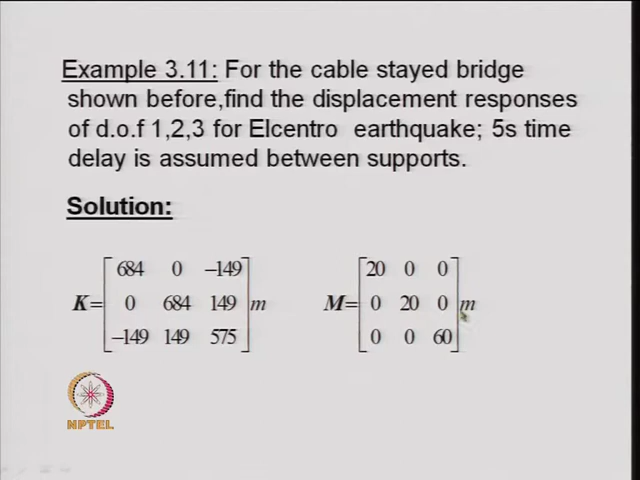 Example 3.11: For the cable stayed bridge
shown before,find the displacement responses
of d.o.f 1,2,3 for Elcentro earthquake; 5s time
delay is assumed between supports.
Solution:
K= [684 0 −149; 0 684 149; −149 149 575] m
M= [20 0 0; 0 20 0; 0 0 60] m
NPTEL